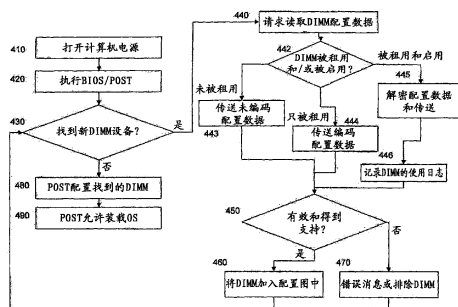 410
打开计算机电源
420
执行BIOS/POST
430
找到新DIMM设备?
是
否
480
POST配置找到的DIMM
490
POST允许装载OS
440
请求读取DIMM配置数据
442
DIMM被租用
和/或被启用?
未被租用
被租用和启用
445
传送未编码
配置数据
443
只被租用
444
传送编码
配置数据
解密配置数据
和传送
446
记录DIMM的使用日志
450
有效和得到
支持?
是
否
460
将DIMM加入配置图中
470
错误消息或排除DIMM